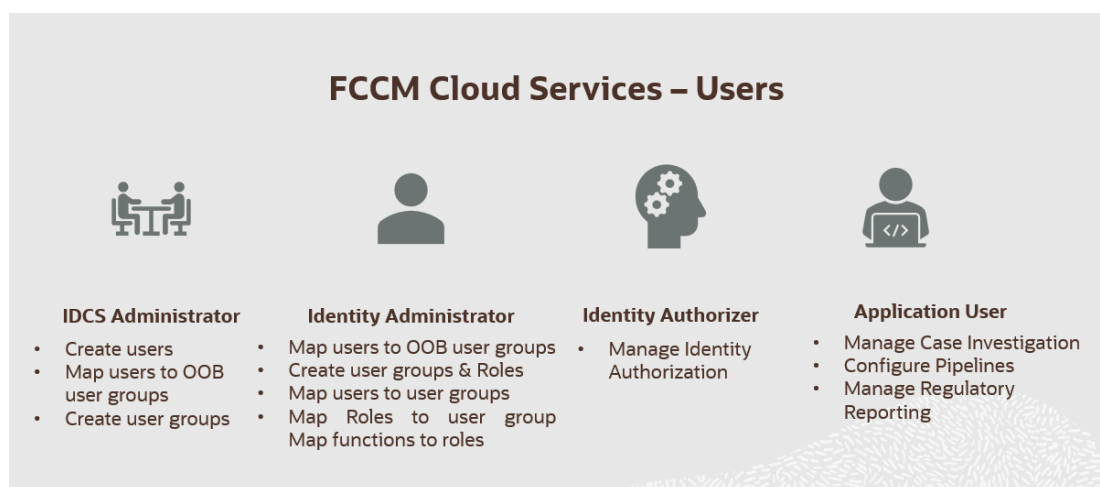 FCCM Cloud Services – Users
IDCS Administrator
• Create users
• Map users to OOB
user groups
• Create user groups
Identity Administrator
• Map users to OOB user groups
• Create user groups & Roles
• Map users to user groups
• Map Roles to user group
Map functions to roles
Identity Authorizer
• Manage Identity
Authorization
</>
Application User
• Manage Case Investigation
• Configure Pipelines
• Manage Regulatory
Reporting